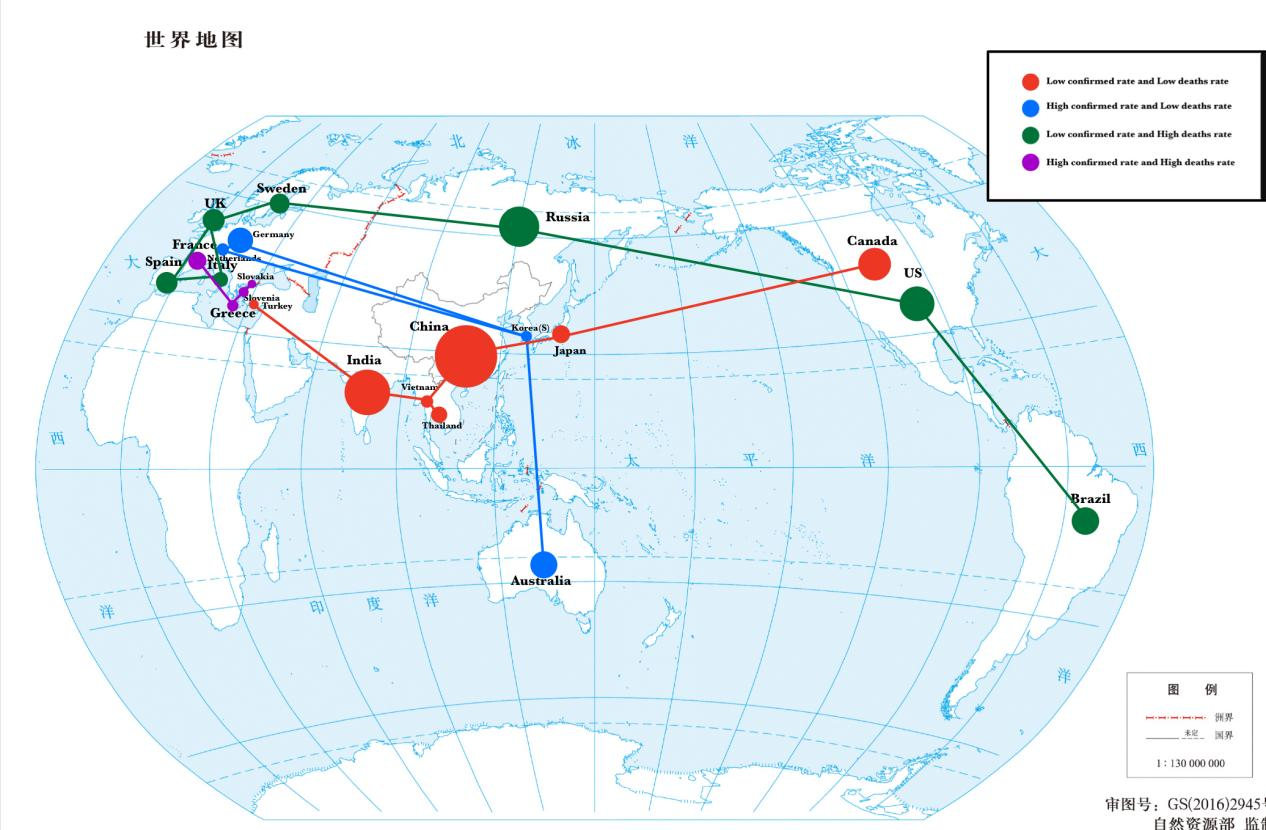 世界地图
Low confirmed rate and Low deaths rate
High confirmed rate and Low deaths rate
Low confirmed rate and High deaths rate
High confirmed rate and High deaths rate
北 冰 洋
Sweden
UK
Russia
Germany
France
Netherlands
Canada
大
大
Spain
Italy
US
Slovakia
Slovenia
Turkey
Greece
China
Korea(S)
Japan
India
Vietnam
Thailand
西
太 平 洋
西
Brazil
Australia
洋
印 度 洋
洋
图 例
洲界
未定
国界
1：130 000 000
审图号：GS(2016)2945号
自然资源部 监制